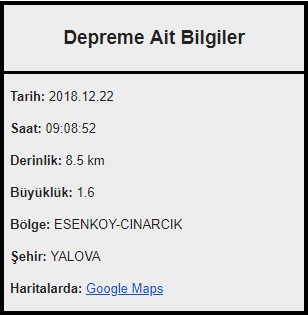 Depreme Ait Bilgiler
Tarih: 2018.12.22
Saat: 09:08:52
Derinlik: 8.5 km
Büyüklük: 1.6
Bölge: ESENKOY-CINARCIK
Şehir: YALOVA
Haritalarda: Google Maps